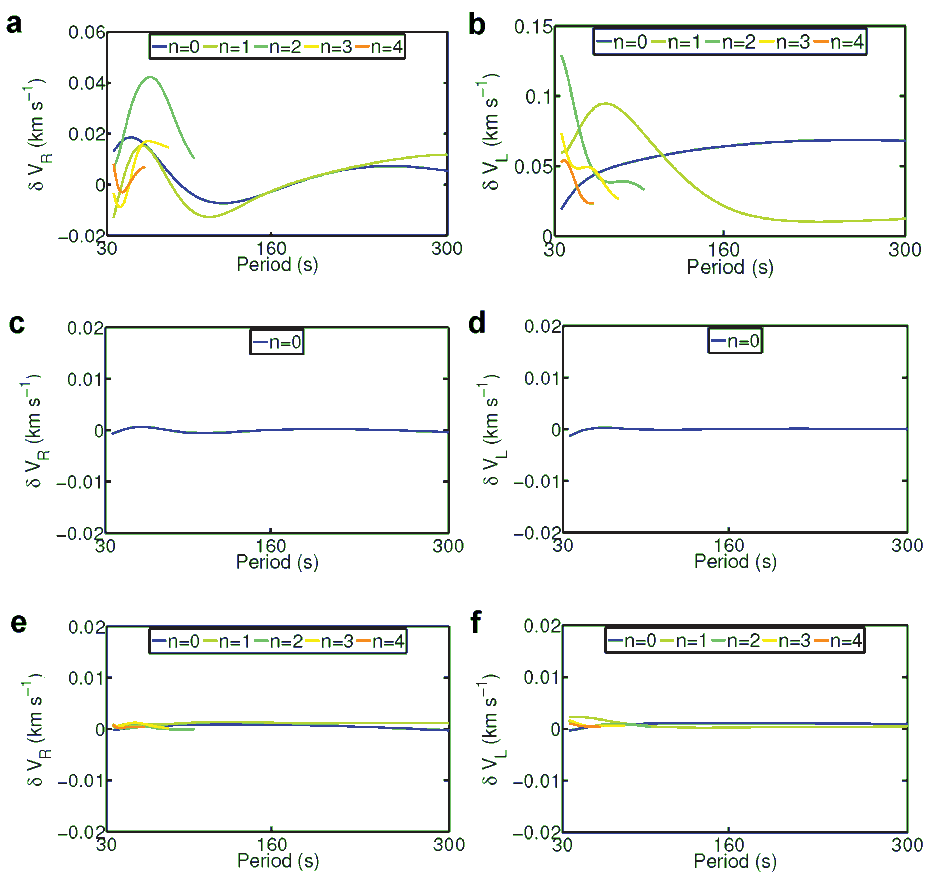 a
0.06
0.04
0.02
0
−0.02
δ V_R (km s⁻¹)
n=0 n=1 n=2 n=3 n=4
30 160 300
Period (s)
b
0.15
0.1
0.05
0
δ V_L (km s⁻¹)
n=0 n=1 n=2 n=3 n=4
30 160 300
Period (s)
c
0.02
0.01
0
−0.01
−0.02
δ V_R (km s⁻¹)
n=0
30 160 300
Period (s)
d
0.02
0.01
0
−0.01
−0.02
δ V_L (km s⁻¹)
n=0
30 160 300
Period (s)
e
0.02
0.01
0
−0.01
−0.02
δ V_R (km s⁻¹)
n=0 n=1 n=2 n=3 n=4
30 160 300
Period (s)
f
0.02
0.01
0
−0.01
−0.02
δ V_L (km s⁻¹)
n=0 n=1 n=2 n=3 n=4
30 160 300
Period (s)